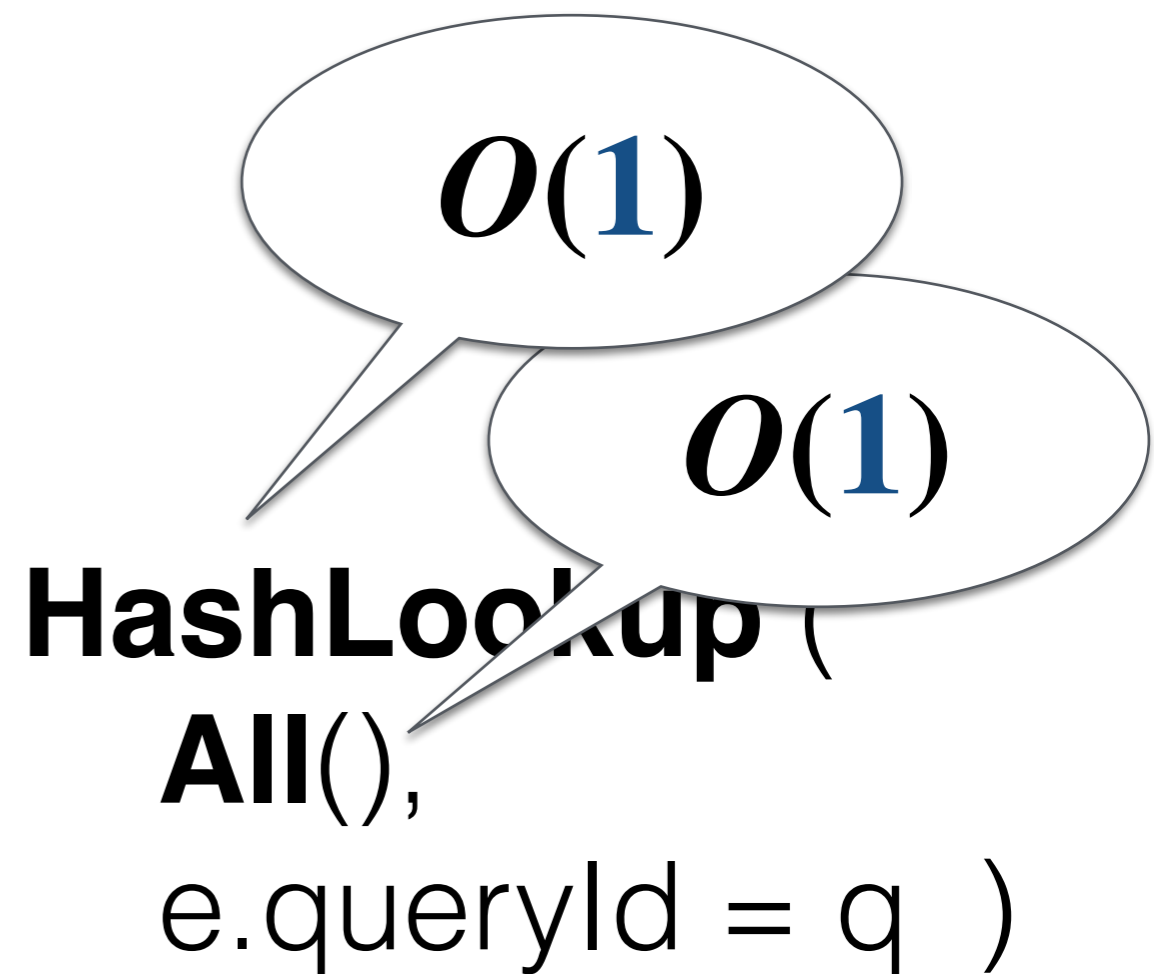 O(1)
O(1)
HashLookup (
All(),
e.queryId = q )